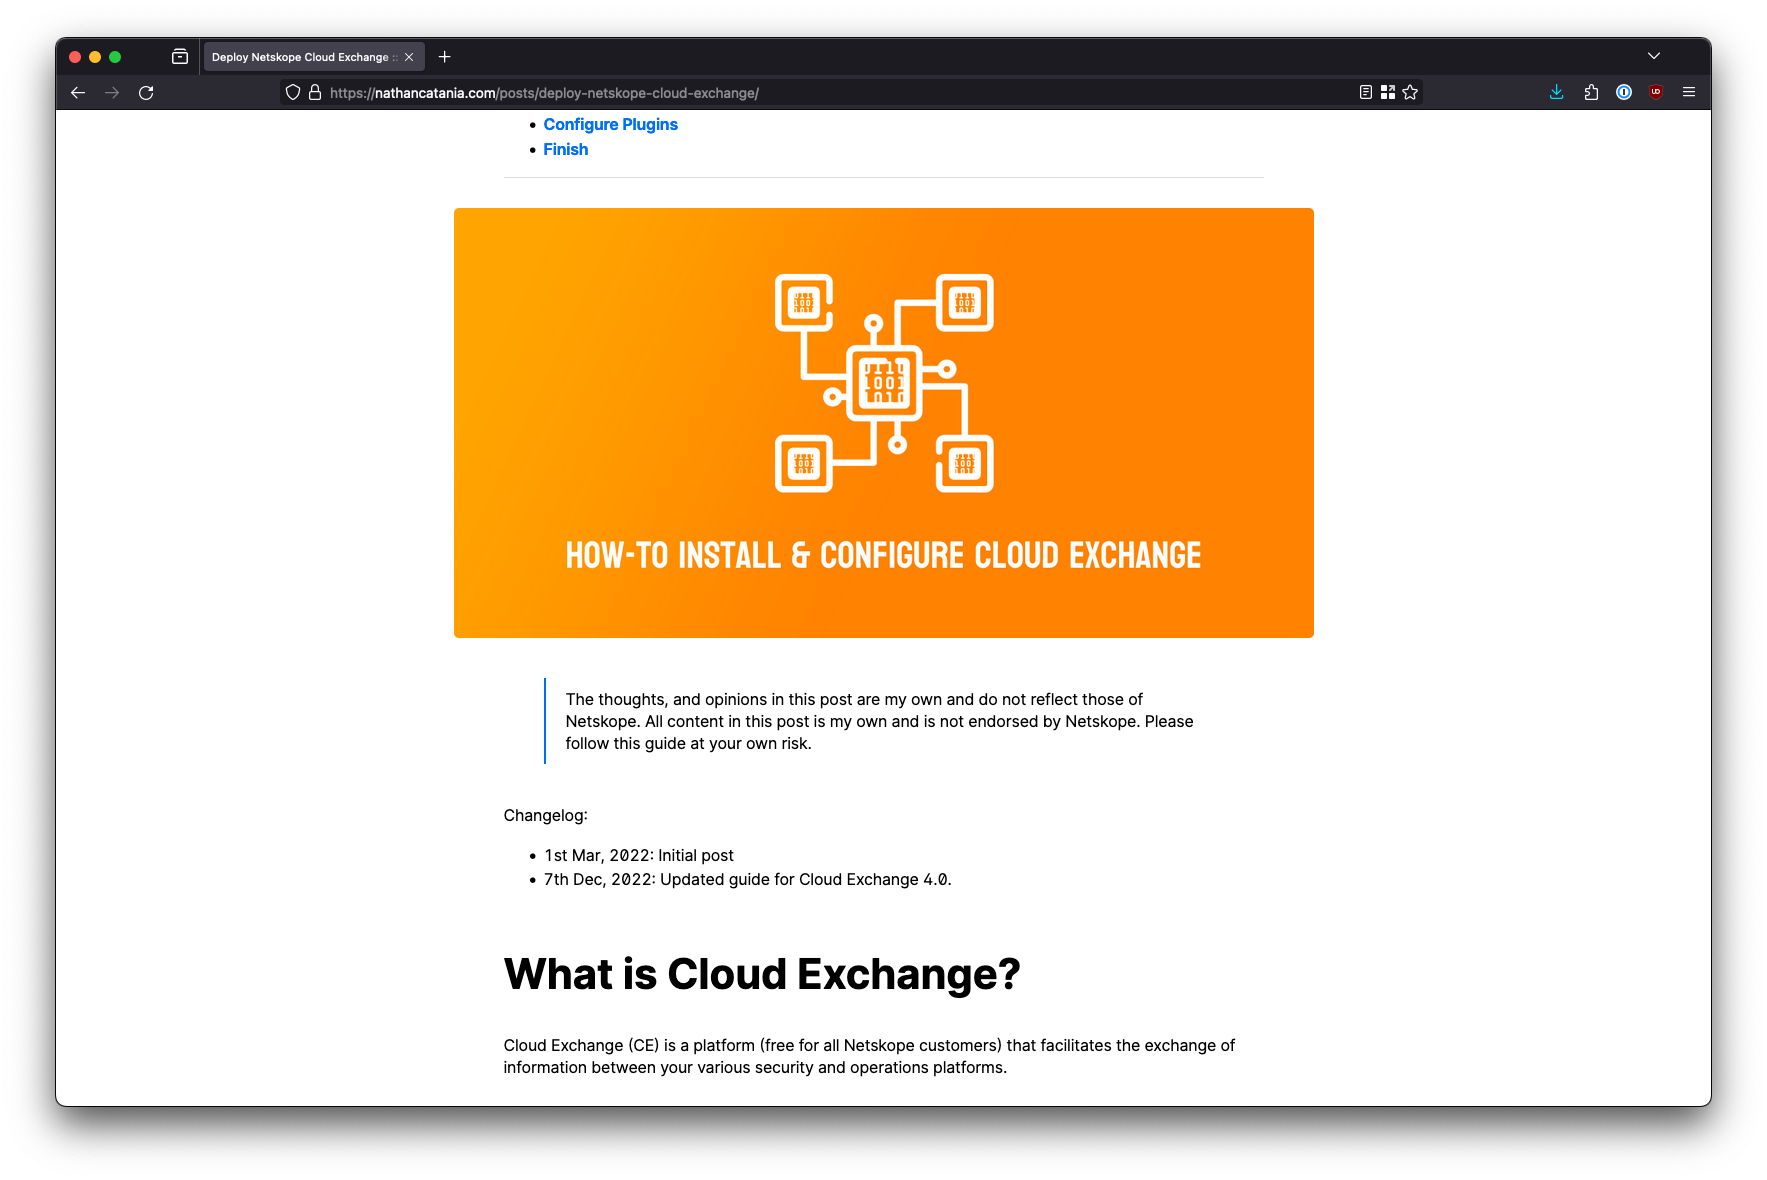 Deploy Netskope Cloud Exchange ::
https://nathancatania.com/posts/deploy-netskope-cloud-exchange/
Configure Plugins
Finish
HOW-TO INSTALL & CONFIGURE CLOUD EXCHANGE
The thoughts, and opinions in this post are my own and do not reflect those of
Netskope. All content in this post is my own and is not endorsed by Netskope. Please
follow this guide at your own risk.
Changelog:
1st Mar, 2022: Initial post
7th Dec, 2022: Updated guide for Cloud Exchange 4.0.
What is Cloud Exchange?
Cloud Exchange (CE) is a platform (free for all Netskope customers) that facilitates the exchange of
information between your various security and operations platforms.